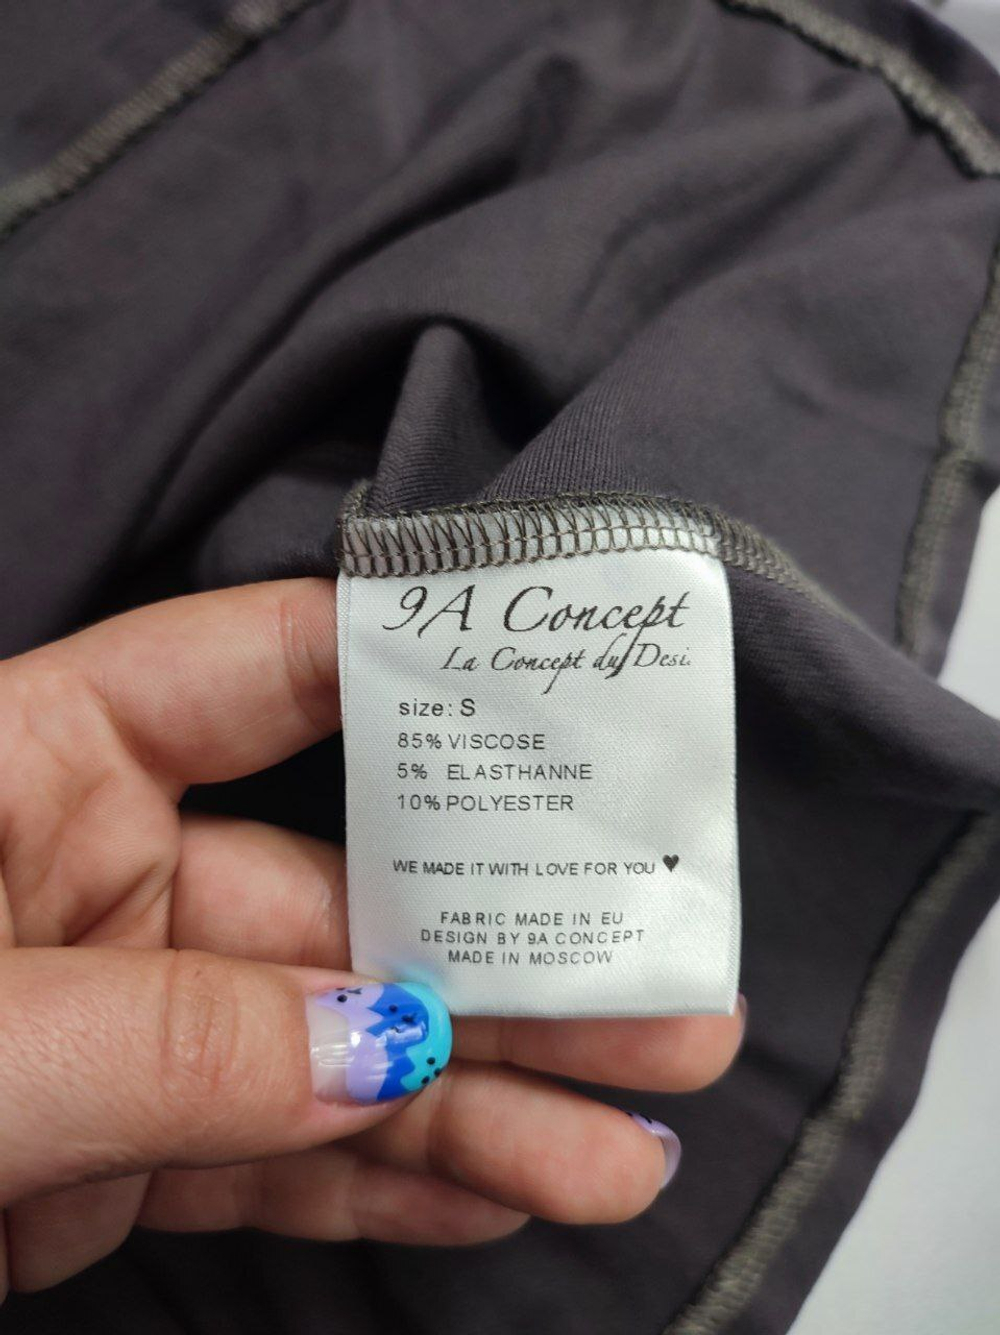 9A Concept
La Concept du Desi.
size: S
85% VISCOSE
5% ELASTHANNE
10% POLYESTER
WE MADE IT WITH LOVE FOR YOU ♥
FABRIC MADE IN EU
DESIGN BY 9A CONCEPT
MADE IN MOSCOW